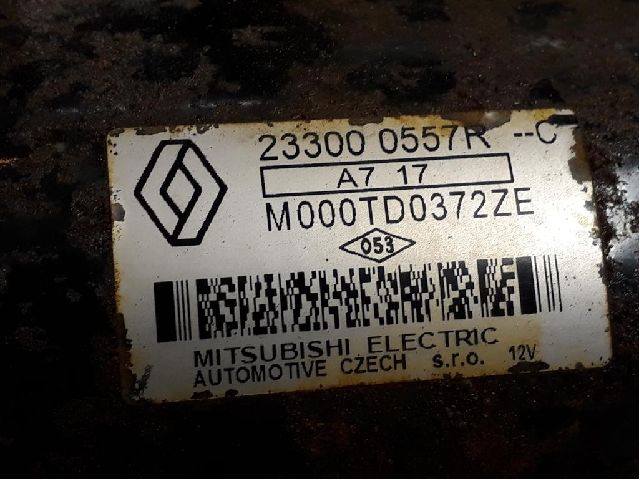 23300 0557R --C
A7 17
M000TD0372ZE
053
MITSUBISHI ELECTRIC
AUTOMOTIVE CZECH s.r.o. 12V